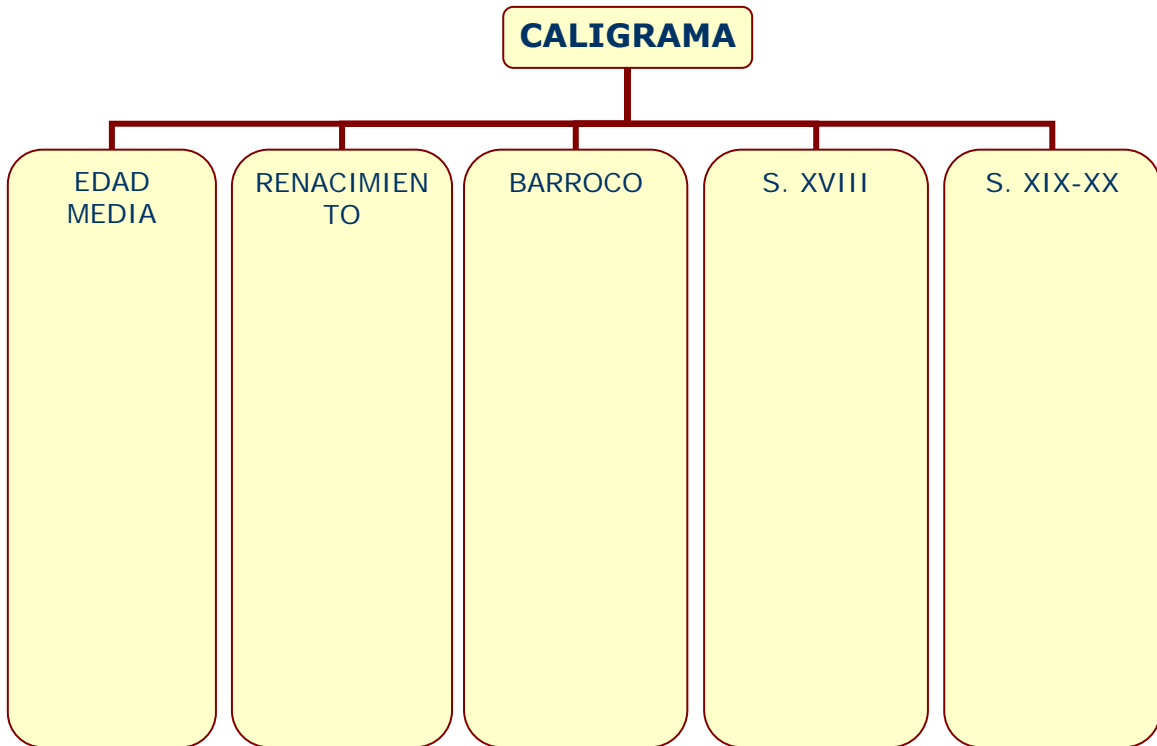 CALIGRAMA
EDAD
MEDIA
RENACIMIEN
TO
BARROCO
S. XVIII
S. XIX-XX